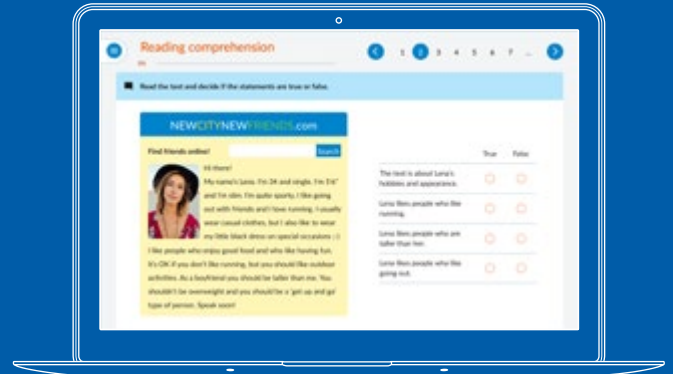 Reading comprehension
1 2 3 4 5 6 7 ...
Read the text and decide if the statements are true or false.
NEWCITYNEWFRIENDS.com
Find friends online!
Search
Hi there!
My name's Lena. I'm 34 and single. I'm 5'6"
and I'm slim. I'm quite sporty. I like going
out with friends and I love running. I usually
wear casual clothes, but I also like to wear
my little black dress on special occasions :-)
I like people who enjoy good food and who like having fun.
It's OK if you don't like running, but you should like outdoor
activities. As a boyfriend you should be taller than me. You
shouldn't be overweight and you should be a 'get up and go'
type of person. Speak soon!
True False
The text is about Lena's
hobbies and appearance.
Lena likes people who like
running.
Lena likes people who are
taller than her.
Lena likes people who like
going out.